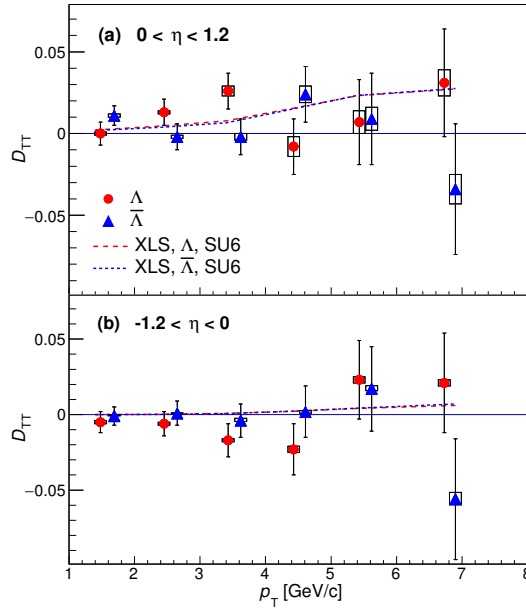 (a) 0 < η < 1.2
0.05
0
−0.05
D_TT
Λ
Λ̅
XLS, Λ, SU6
XLS, Λ̅, SU6
(b) -1.2 < η < 0
0.05
0
−0.05
D_TT
1 2 3 4 5 6 7 8
p_T [GeV/c]